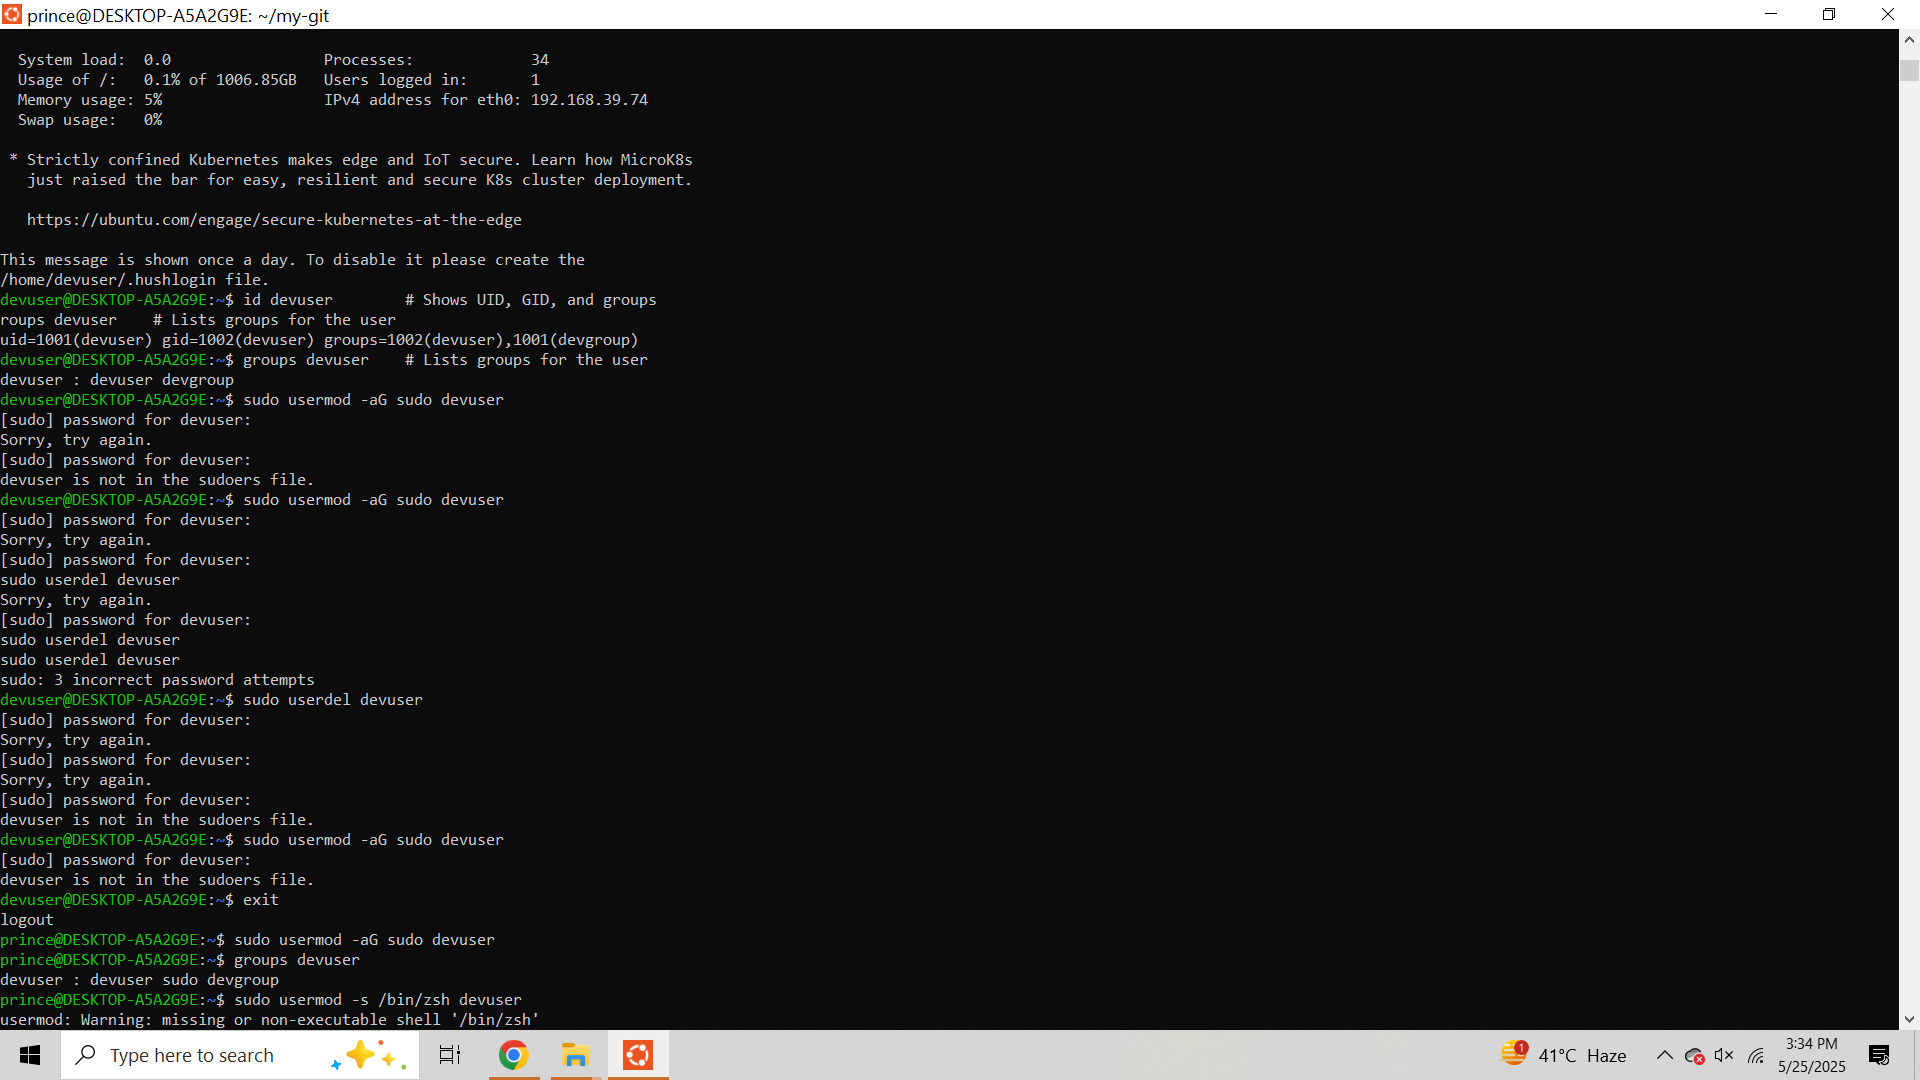 prince@DESKTOP-A5A2G9E: ~/my-git
System load:  0.0                 Processes:             34
Usage of /:   0.1% of 1006.85GB   Users logged in:       1
Memory usage: 5%                  IPv4 address for eth0: 192.168.39.74
Swap usage:   0%
* Strictly confined Kubernetes makes edge and IoT secure. Learn how MicroK8s
just raised the bar for easy, resilient and secure K8s cluster deployment.
https://ubuntu.com/engage/secure-kubernetes-at-the-edge
This message is shown once a day. To disable it please create the
/home/devuser/.hushlogin file.
devuser@DESKTOP-A5A2G9E:~$ id devuser        # Shows UID, GID, and groups
roups devuser    # Lists groups for the user
uid=1001(devuser) gid=1002(devuser) groups=1002(devuser),1001(devgroup)
devuser@DESKTOP-A5A2G9E:~$ groups devuser    # Lists groups for the user
devuser : devuser devgroup
devuser@DESKTOP-A5A2G9E:~$ sudo usermod -aG sudo devuser
[sudo] password for devuser:
Sorry, try again.
[sudo] password for devuser:
devuser is not in the sudoers file.
devuser@DESKTOP-A5A2G9E:~$ sudo usermod -aG sudo devuser
[sudo] password for devuser:
Sorry, try again.
[sudo] password for devuser:
sudo userdel devuser
Sorry, try again.
[sudo] password for devuser:
sudo userdel devuser
sudo userdel devuser
sudo: 3 incorrect password attempts
devuser@DESKTOP-A5A2G9E:~$ sudo userdel devuser
[sudo] password for devuser:
Sorry, try again.
[sudo] password for devuser:
Sorry, try again.
[sudo] password for devuser:
devuser is not in the sudoers file.
devuser@DESKTOP-A5A2G9E:~$ sudo usermod -aG sudo devuser
[sudo] password for devuser:
devuser is not in the sudoers file.
devuser@DESKTOP-A5A2G9E:~$ exit
logout
prince@DESKTOP-A5A2G9E:~$ sudo usermod -aG sudo devuser
prince@DESKTOP-A5A2G9E:~$ groups devuser
devuser : devuser sudo devgroup
prince@DESKTOP-A5A2G9E:~$ sudo usermod -s /bin/zsh devuser
usermod: Warning: missing or non-executable shell '/bin/zsh'
Type here to search
1
41°C  Haze
3:34 PM
5/25/2025